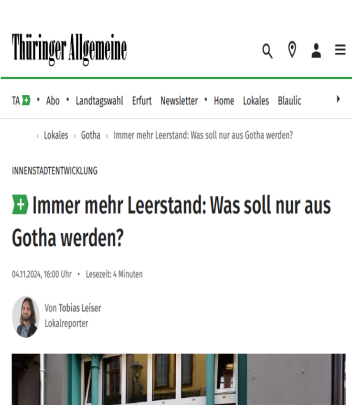 Thüringer Allgemeine
TA + • Abo • Landtagswahl Erfurt Newsletter • Home Lokales Blaulic
› Lokales › Gotha › Immer mehr Leerstand: Was soll nur aus Gotha werden?
INNENSTADTENTWICKLUNG
+ Immer mehr Leerstand: Was soll nur aus
Gotha werden?
04.11.2024, 16:00 Uhr • Lesezeit: 4 Minuten
Von Tobias Leiser
Lokalreporter